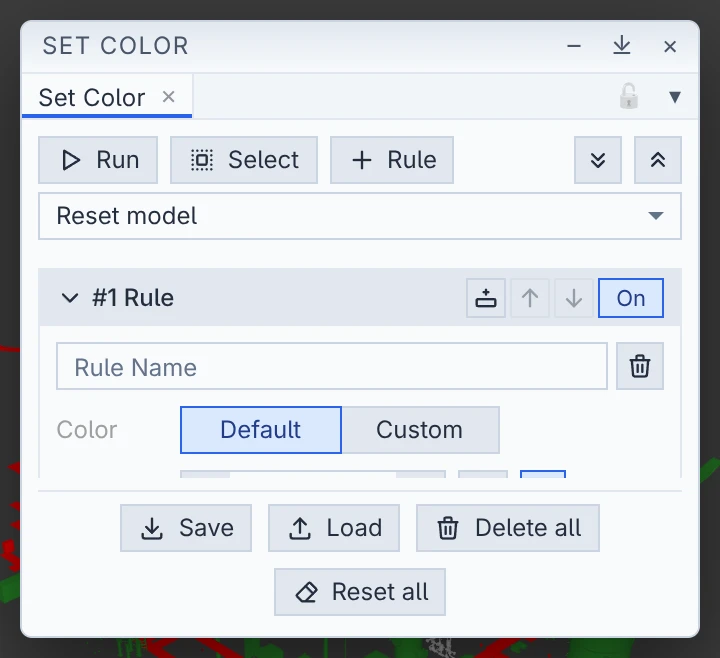 SET COLOR
Set Color
Run Select Rule
Reset model
#1 Rule On
Rule Name
Color Default Custom
Save Load Delete all
Reset all